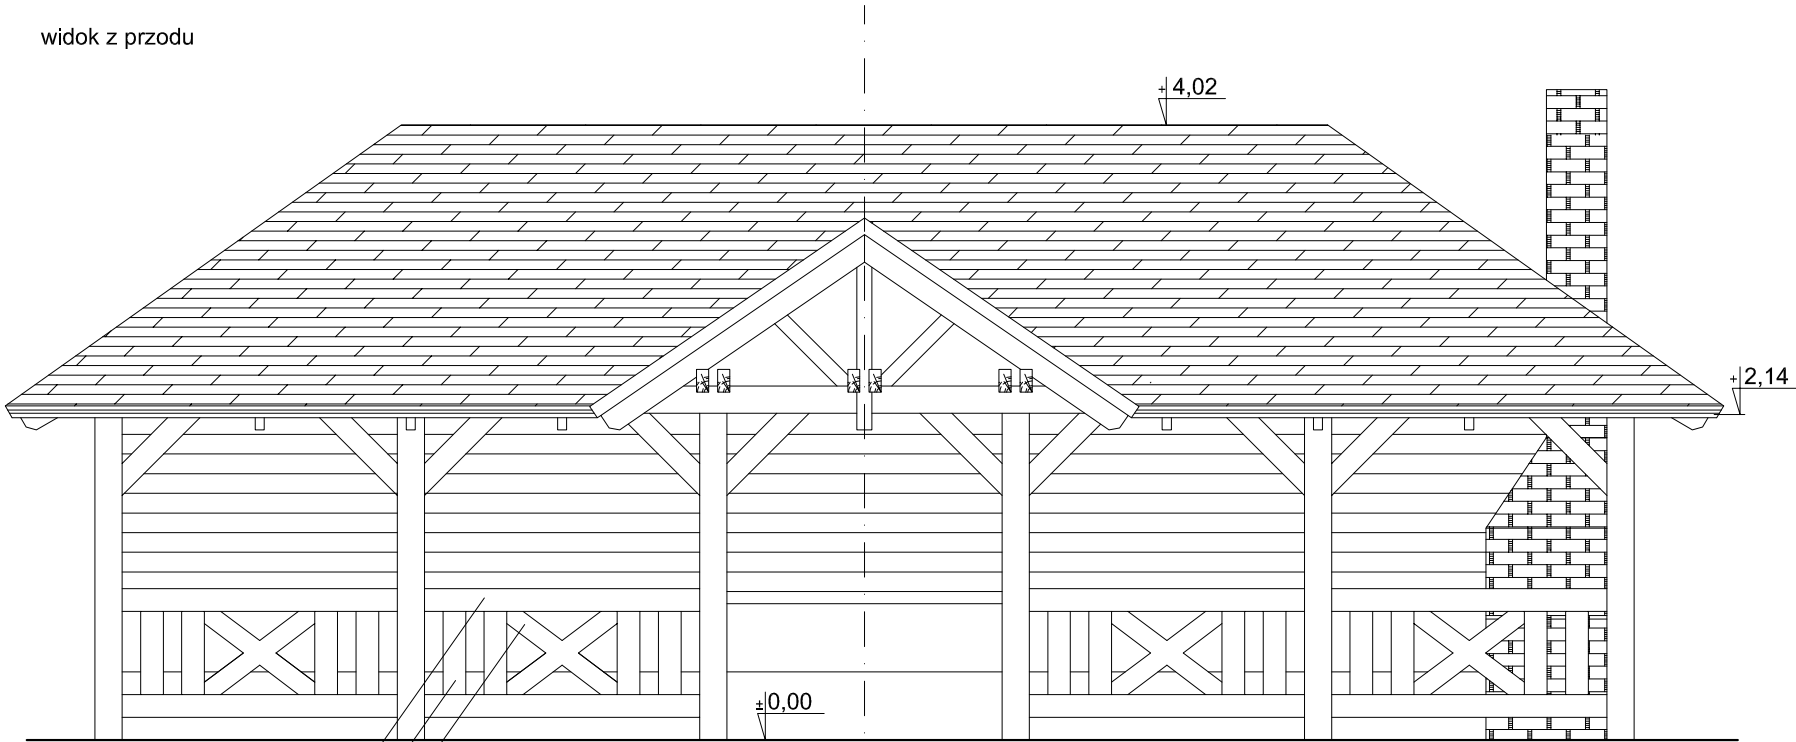 widok z przodu
+ 4,02
+ 2,14
± 0,00